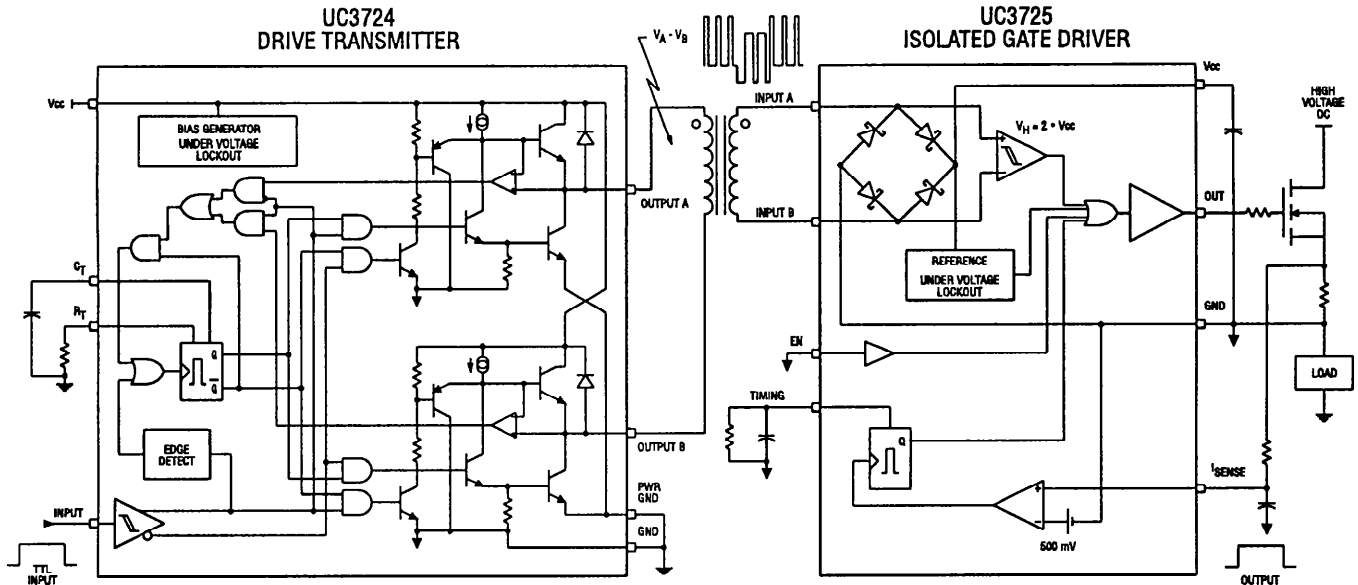 UC3724
DRIVE TRANSMITTER
UC3725
ISOLATED GATE DRIVER
VA - VB
Vcc
BIAS GENERATOR
UNDER VOLTAGE
LOCKOUT
OUTPUT A
CT
RT
Q
Q
EDGE
DETECT
INPUT
TTL
INPUT
OUTPUT B
PWR
GND
GND
INPUT A
INPUT B
VH = 2 • Vcc
Vcc
HIGH
VOLTAGE
DC
OUT
REFERENCE
UNDER VOLTAGE
LOCKOUT
GND
EN
LOAD
TIMING
Q
ISENSE
500 mV
OUTPUT